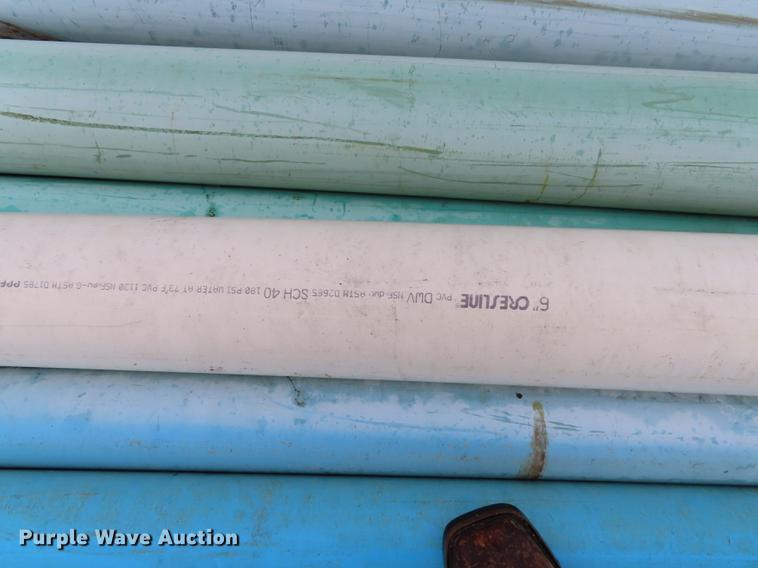 6" CRESLINE® PVC DWV NSF-dwv ASTM D2665 SCH 40 180 PSI WATER AT 73°F PVC 1120 NSF-pw-G ASTM D1785 PPF
Purple Wave Auction